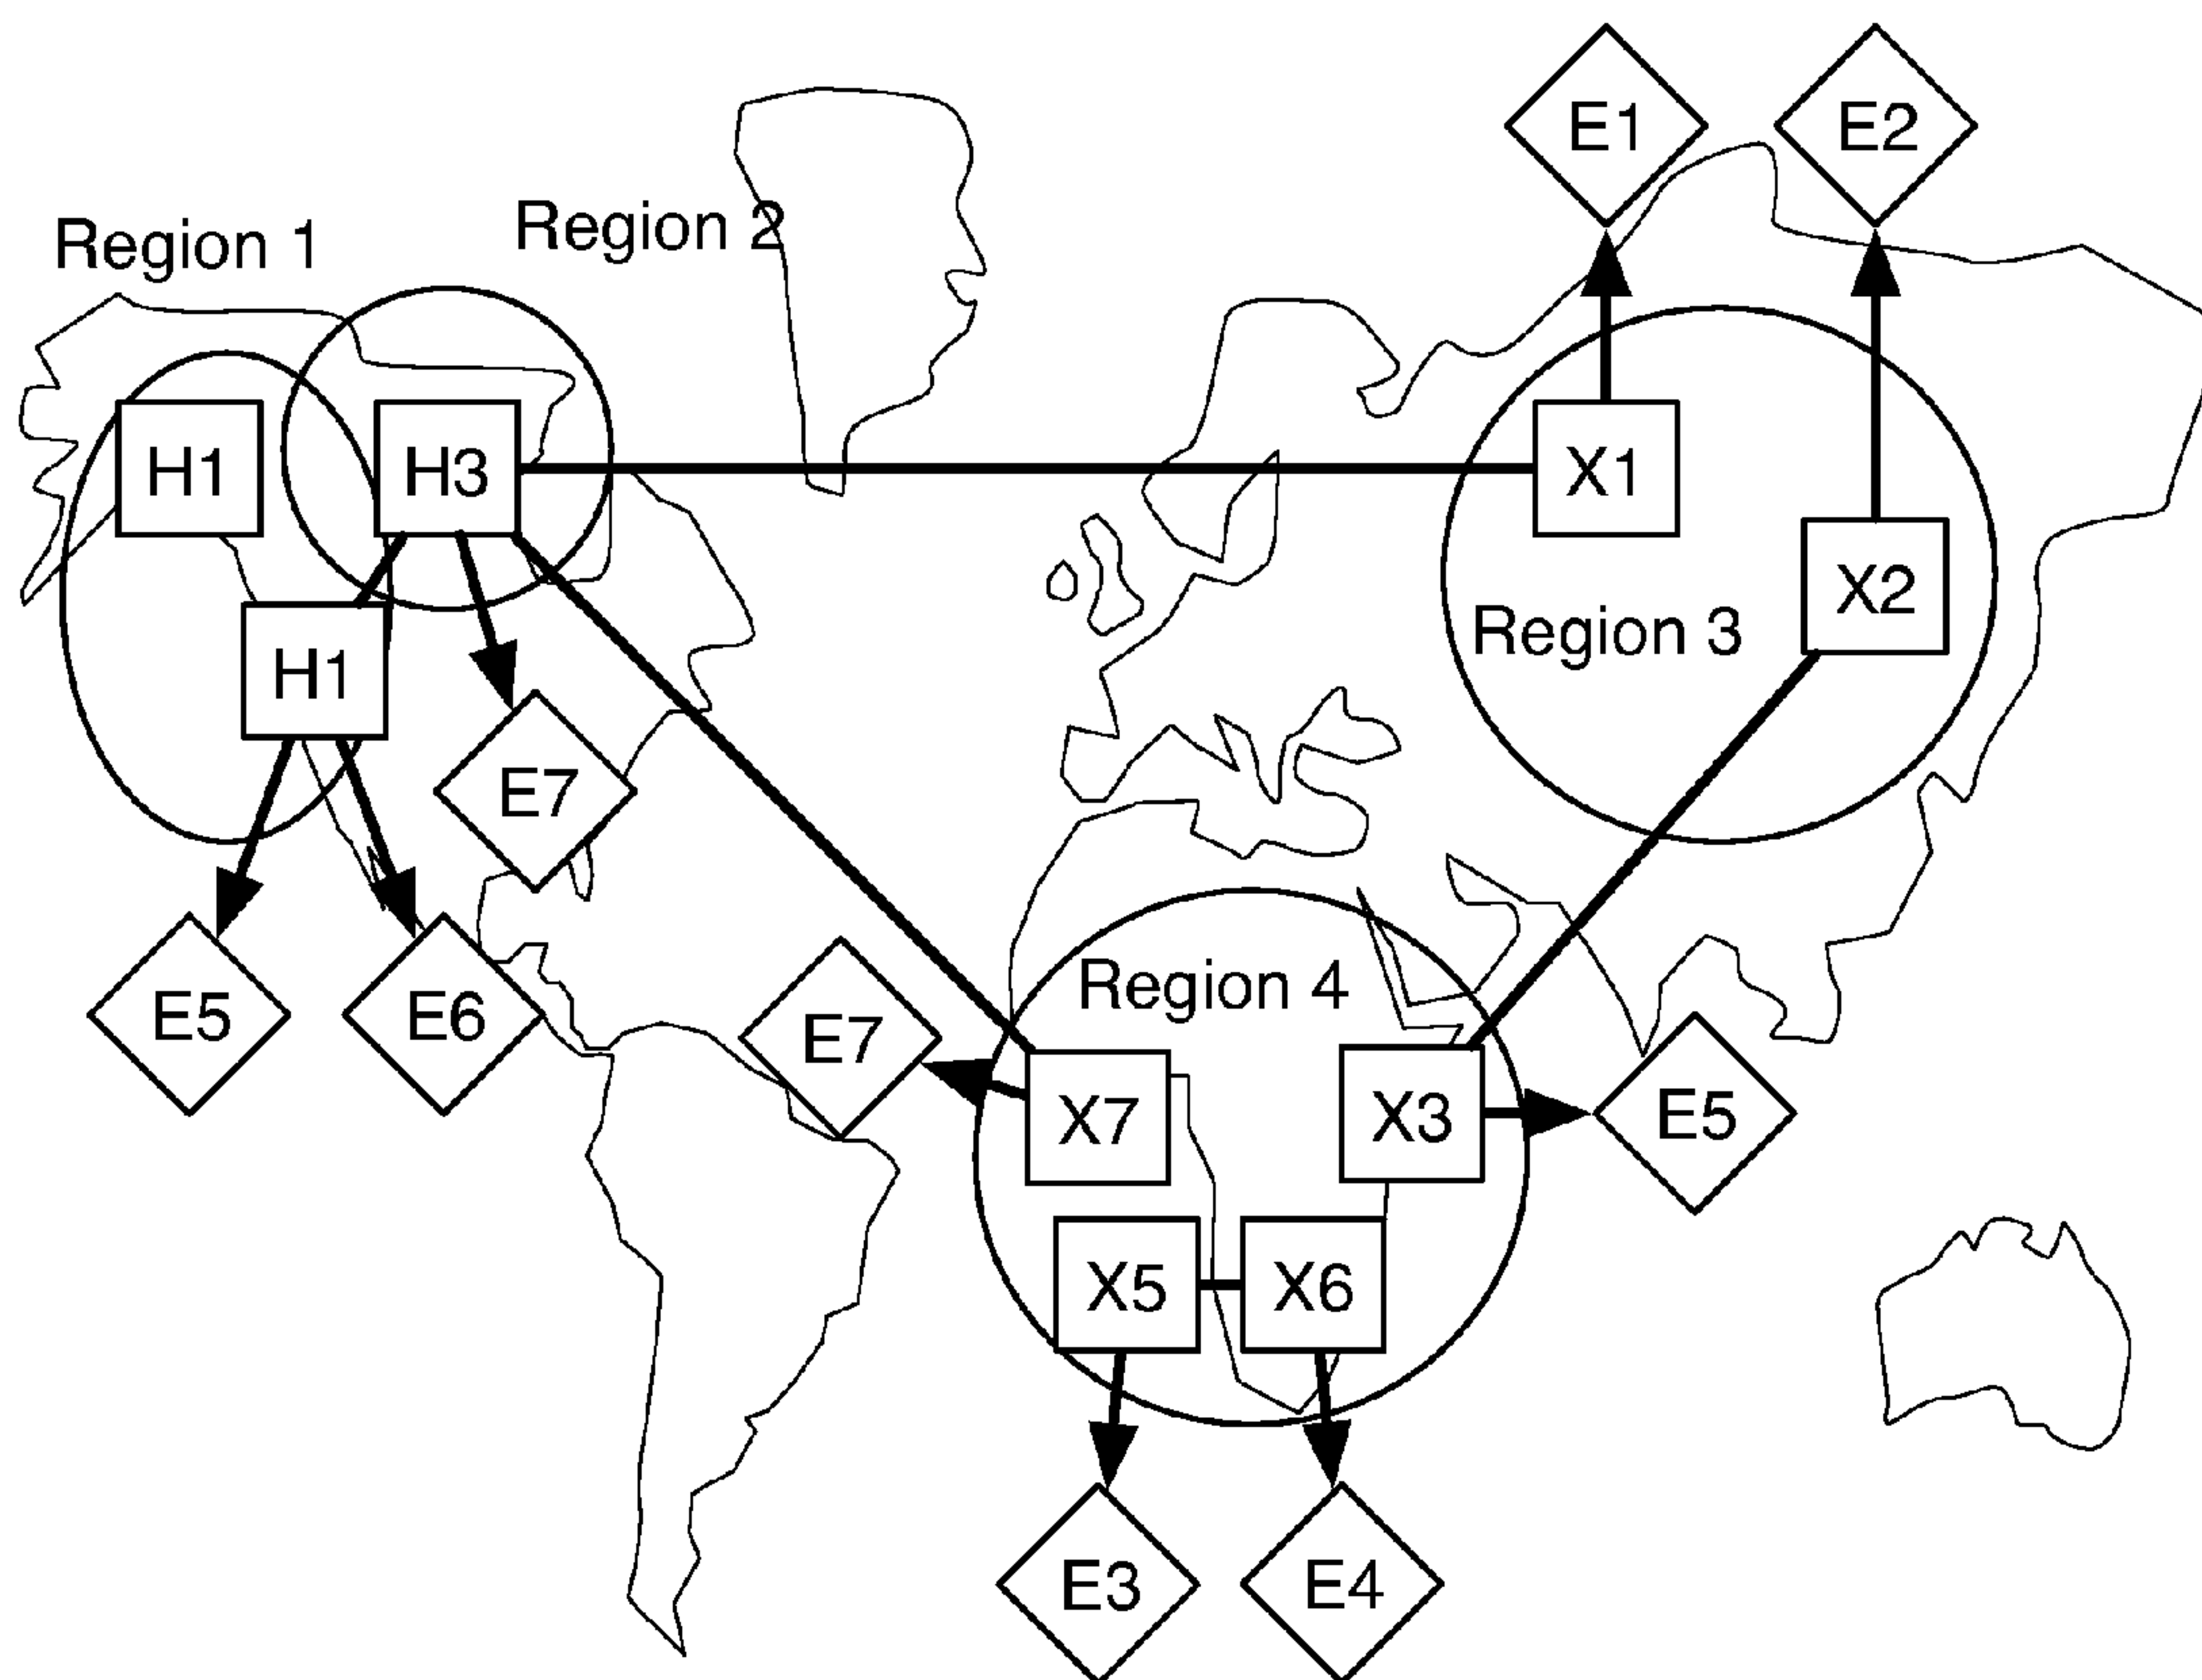 E1
E2
Region 1
Region 2
H1
H3
X1
X2
Region 3
H1
E7
E5
E6
E7
Region 4
X7
X3
E5
X5
X6
E3
E4